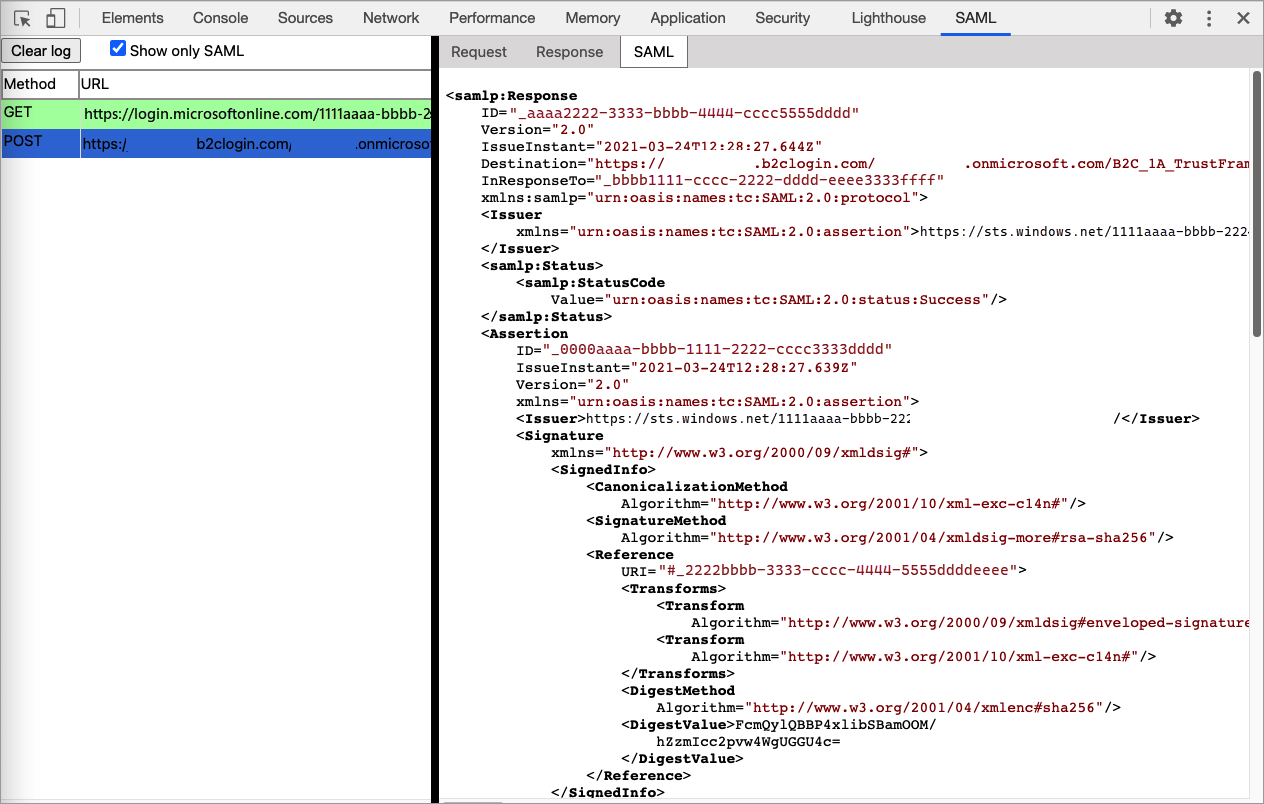 Elements Console Sources Network Performance Memory Application Security Lighthouse SAML
Clear log Show only SAML
Method URL
GET https://login.microsoftonline.com/1111aaaa-bbbb-2
POST https:/ b2clogin.com/ .onmicrosof
Request Response SAML
<samlp:Response
ID="_aaaa2222-3333-bbbb-4444-cccc5555dddd"
Version="2.0"
IssueInstant="2021-03-24T12:28:27.644Z"
Destination="https:// .b2clogin.com/ .onmicrosoft.com/B2C_1A_TrustFram
InResponseTo="_bbbb1111-cccc-2222-dddd-eeee3333ffff"
xmlns:samlp="urn:oasis:names:tc:SAML:2.0:protocol">
<Issuer
xmlns="urn:oasis:names:tc:SAML:2.0:assertion">https://sts.windows.net/1111aaaa-bbbb-222
</Issuer>
<samlp:Status>
<samlp:StatusCode
Value="urn:oasis:names:tc:SAML:2.0:status:Success"/>
</samlp:Status>
<Assertion
ID="_0000aaaa-bbbb-1111-2222-cccc3333dddd"
IssueInstant="2021-03-24T12:28:27.639Z"
Version="2.0"
xmlns="urn:oasis:names:tc:SAML:2.0:assertion">
<Issuer>https://sts.windows.net/1111aaaa-bbbb-222 /</Issuer>
<Signature
xmlns="http://www.w3.org/2000/09/xmldsig#">
<SignedInfo>
<CanonicalizationMethod
Algorithm="http://www.w3.org/2001/10/xml-exc-c14n#"/>
<SignatureMethod
Algorithm="http://www.w3.org/2001/04/xmldsig-more#rsa-sha256"/>
<Reference
URI="#_2222bbbb-3333-cccc-4444-5555ddddeeee">
<Transforms>
<Transform
Algorithm="http://www.w3.org/2000/09/xmldsig#enveloped-signature
<Transform
Algorithm="http://www.w3.org/2001/10/xml-exc-c14n#"/>
</Transforms>
<DigestMethod
Algorithm="http://www.w3.org/2001/04/xmlenc#sha256"/>
<DigestValue>FcmQylQBBP4xlibSBamOOM/
hZzmIcc2pvw4WgUGGU4c=
</DigestValue>
</Reference>
</SignedInfo>